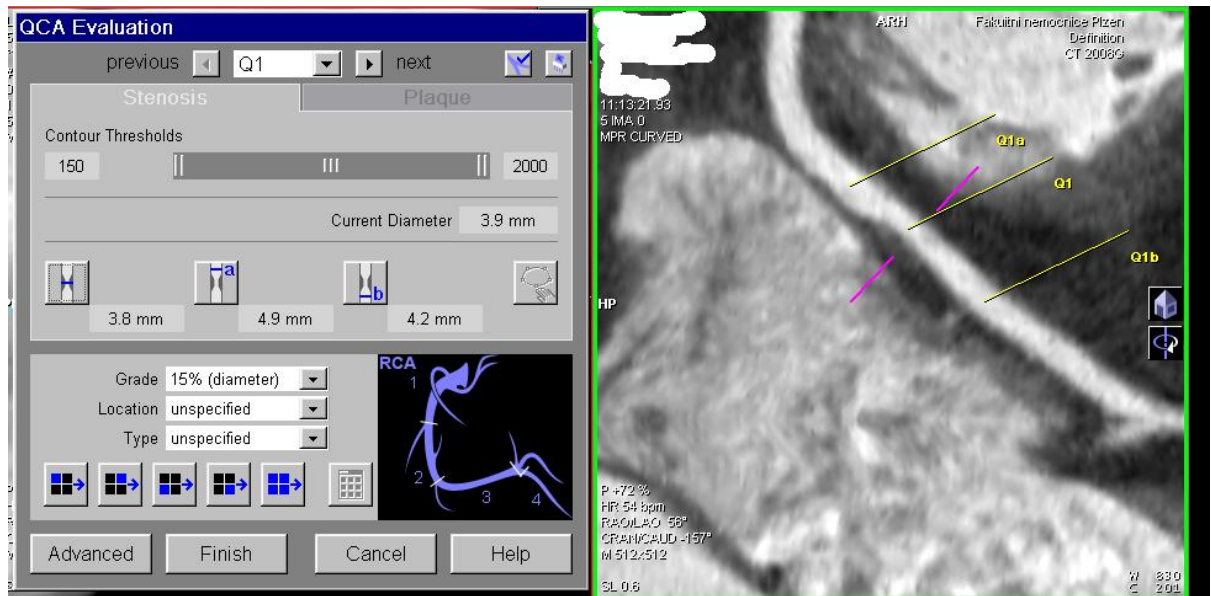 QCA Evaluation
previous Q1 next
Stenosis Plaque
Contour Thresholds
150 2000
Current Diameter 3.9 mm
a
b
3.8 mm 4.9 mm 4.2 mm
Grade 15% (diameter)
Location unspecified
Type unspecified
RCA
1
2
3
4
Advanced Finish Cancel Help
ARH
Fakultni nemocnice Plzen
Definition
CT 2008G
11:13:21.93
5 IMA 0
MPR CURVED
Q1a
Q1
Q1b
HP
P +72 %
HR 54 bpm
RAO/LAO 56°
CRAN/CAUD -157°
M 512x512
SL 0.6
W 830
C 201